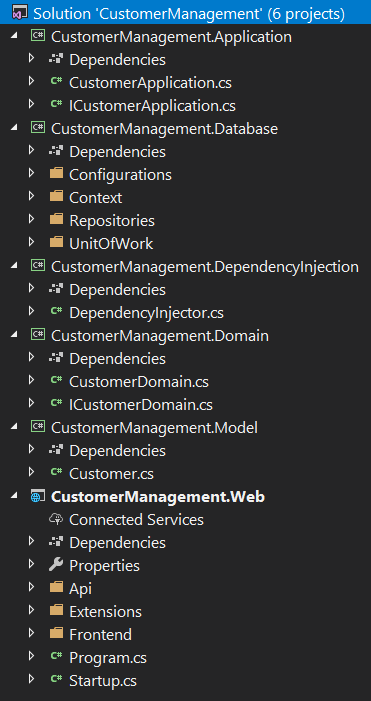 Solution 'CustomerManagement' (6 projects)
C# CustomerManagement.Application
Dependencies
C# CustomerApplication.cs
C# ICustomerApplication.cs
C# CustomerManagement.Database
Dependencies
Configurations
Context
Repositories
UnitOfWork
C# CustomerManagement.DependencyInjection
Dependencies
C# DependencyInjector.cs
C# CustomerManagement.Domain
Dependencies
C# CustomerDomain.cs
C# ICustomerDomain.cs
C# CustomerManagement.Model
Dependencies
C# Customer.cs
CustomerManagement.Web
Connected Services
Dependencies
Properties
Api
Extensions
Frontend
C# Program.cs
C# Startup.cs